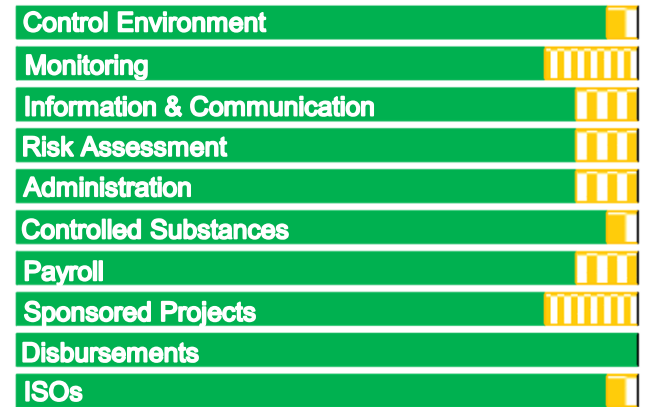 Control Environment
Monitoring
Information & Communication
Risk Assessment
Administration
Controlled Substances
Payroll
Sponsored Projects
Disbursements
ISOs